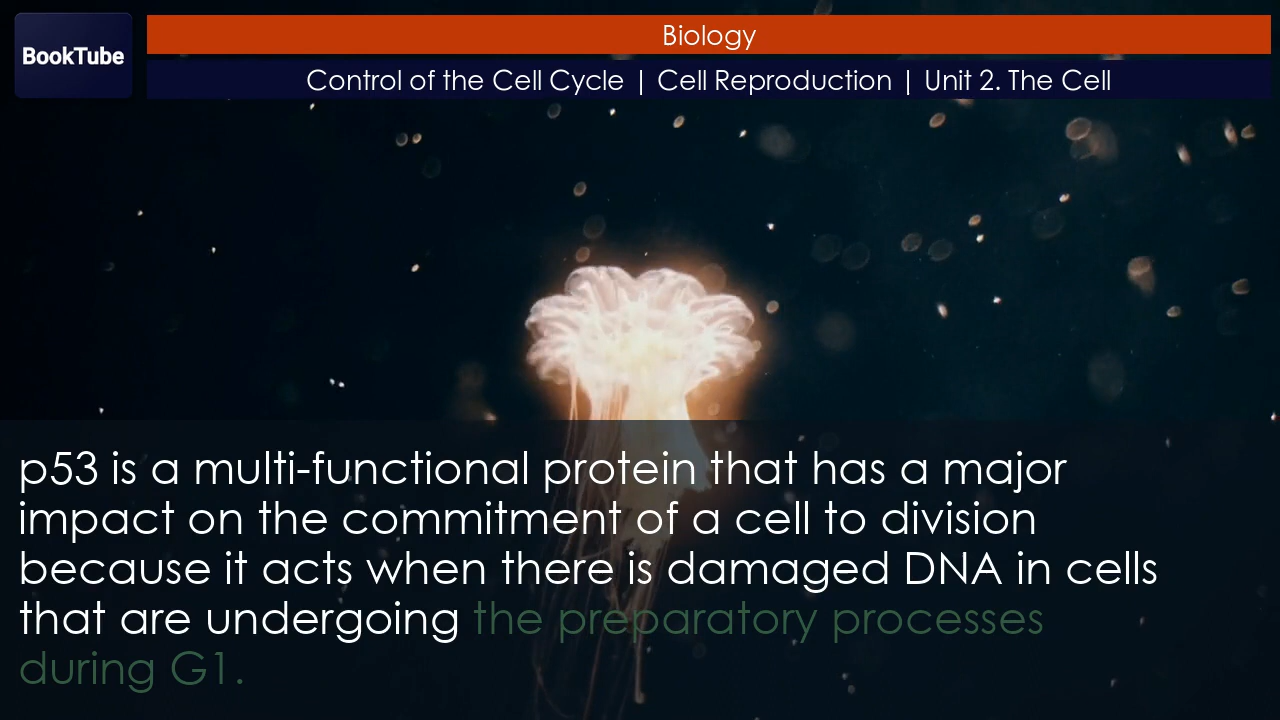 BookTube
Biology
Control of the Cell Cycle | Cell Reproduction | Unit 2. The Cell
p53 is a multi-functional protein that has a major
impact on the commitment of a cell to division
because it acts when there is damaged DNA in cells
that are undergoing the preparatory processes
during G1.